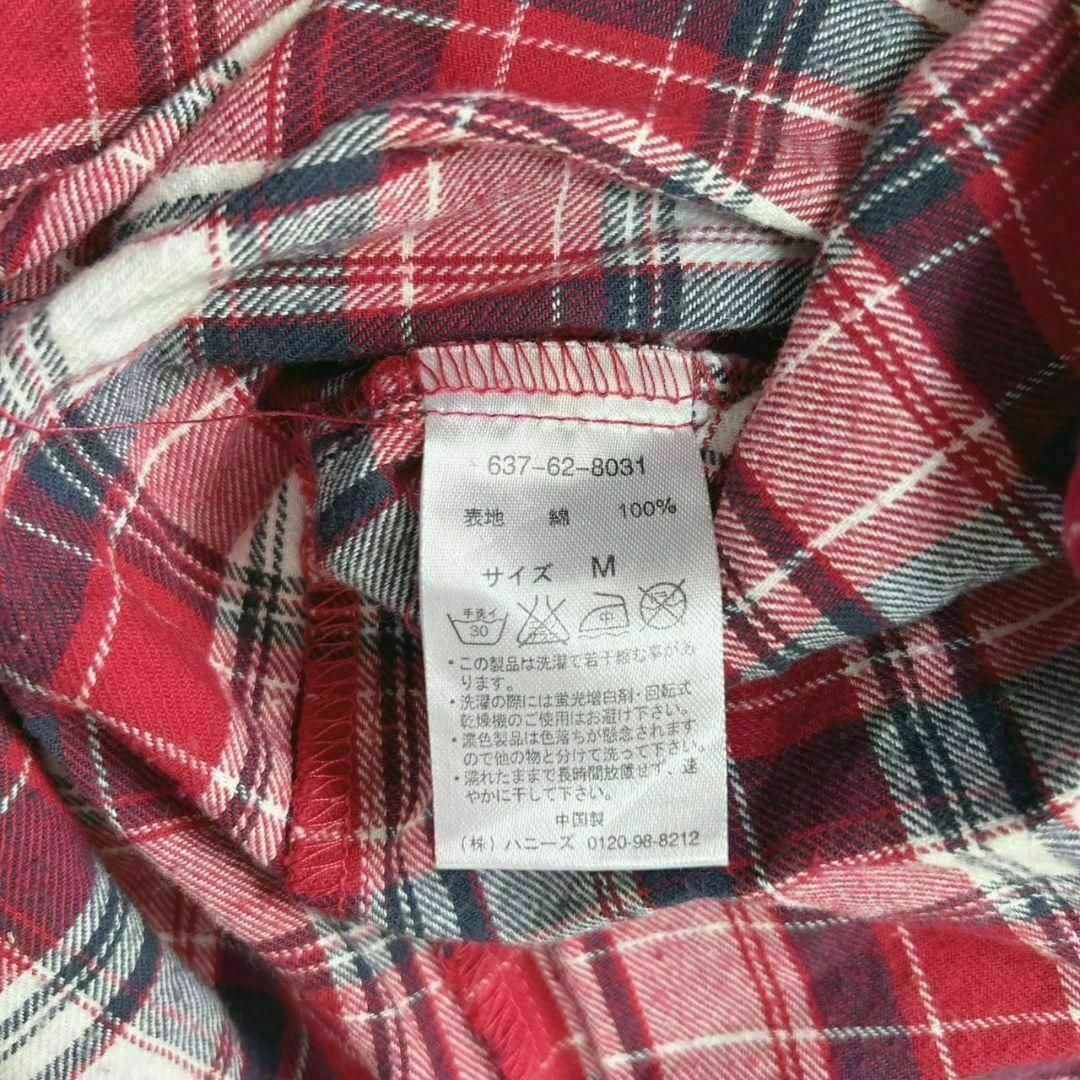 637-62-8031
表地 綿 100%
サイズ M
手洗イ 30 エンソサラシ 中
・この製品は洗濯で若干縮む事があ
ります。
・洗濯の際には蛍光増白剤・回転式
乾燥機のご使用はお避け下さい。
・濃色製品は色落ちが懸念されます
ので他の物と分けて洗って下さい。
・濡れたままで長時間放置せず、速
やかに干して下さい。
中国製
(株) ハニーズ 0120-98-8212